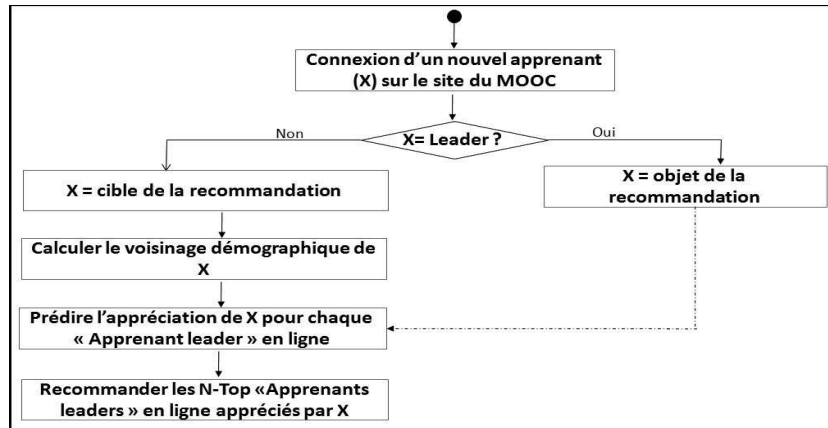 Connexion d’un nouvel apprenant
(X) sur le site du MOOC
Non
X= Leader ?
Oui
X = cible de la recommandation
X = objet de la
recommandation
Calculer le voisinage démographique de
X
Prédire l’appréciation de X pour chaque
« Apprenant leader » en ligne
Recommander les N-Top «Apprenants
leaders » en ligne appréciés par X